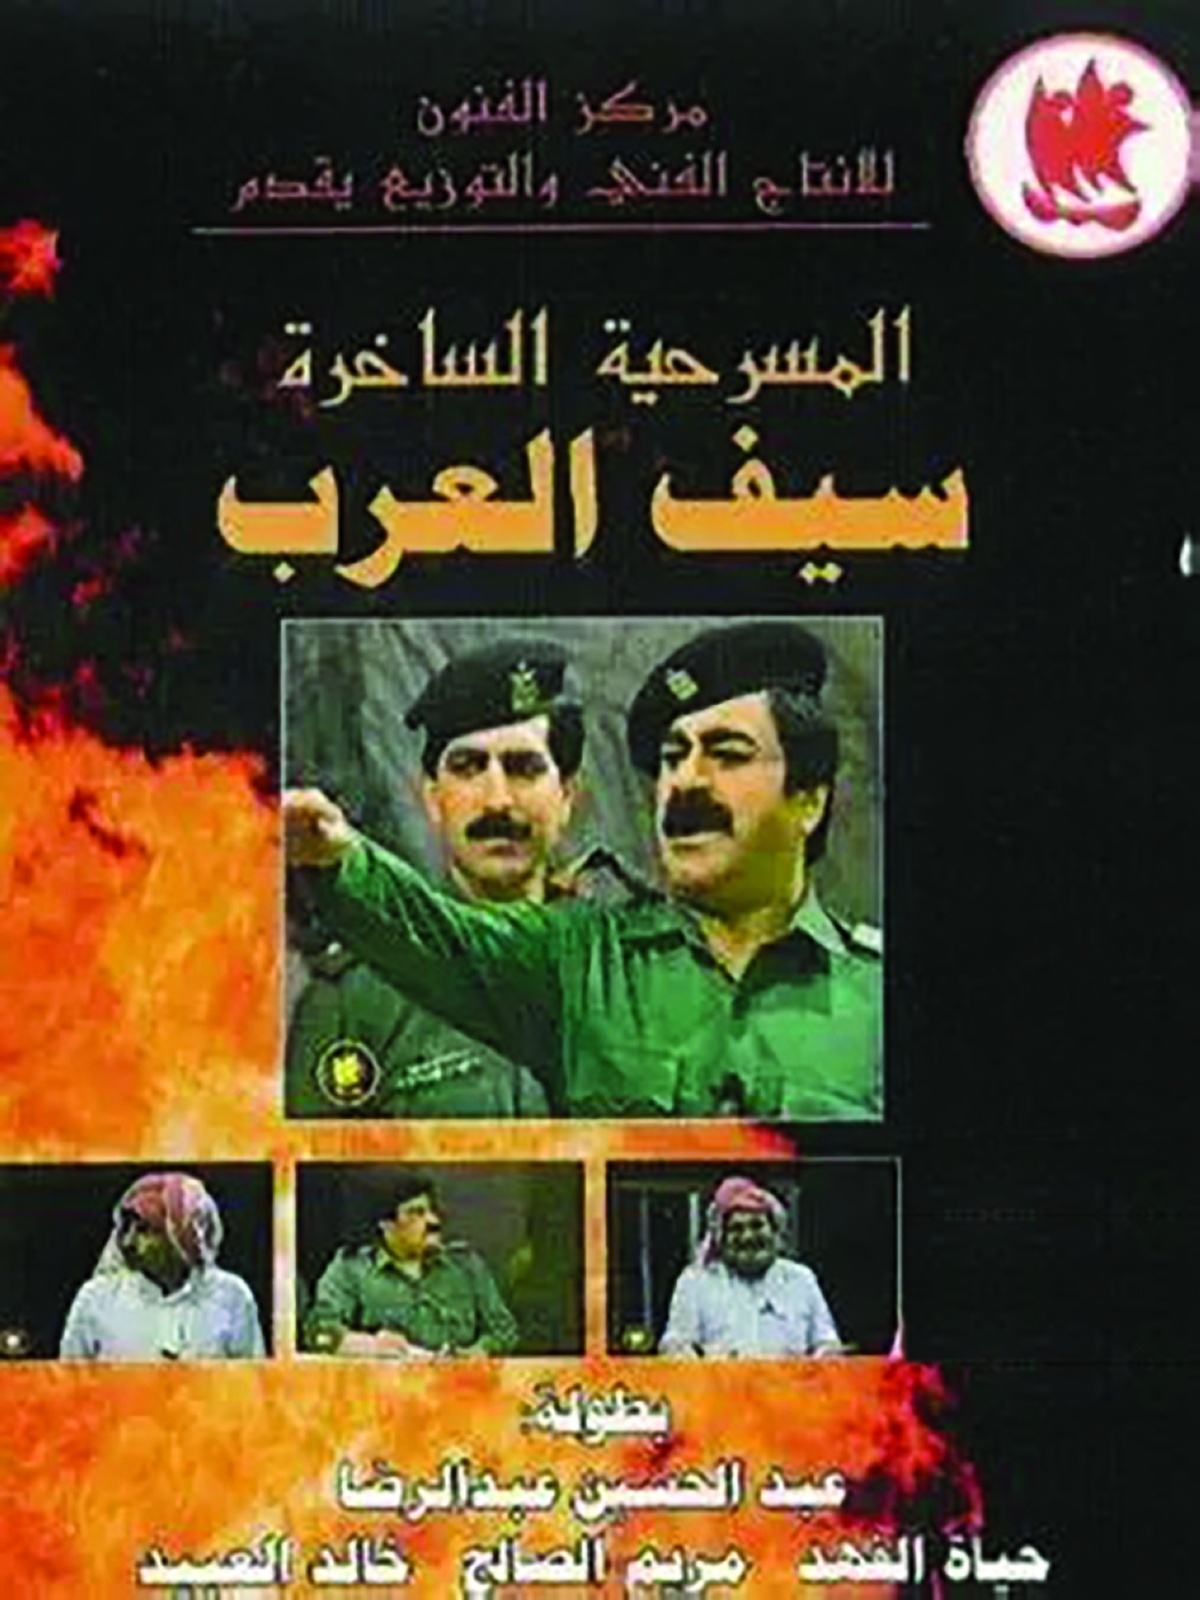 مركز الفنون
للانتاج الفني والتوزيع يقدم
المسرحية الساخرة
سيف العرب
بطولة:
عبد الحسين عبدالرضا
حياة الفهد مريم الصالح خالد العبيد